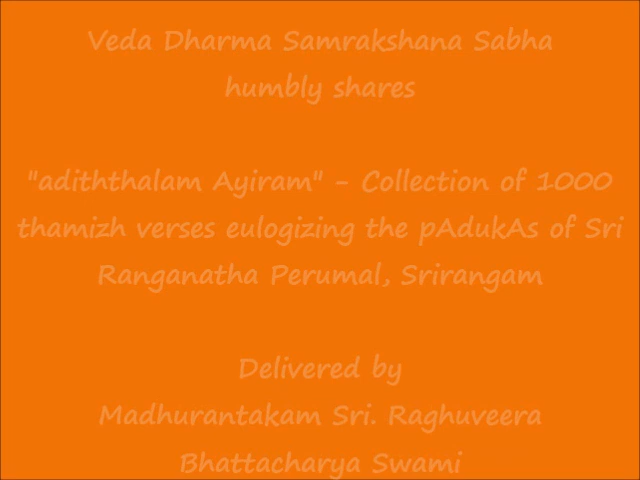 Veda Dharma Samrakshana Sabha
humbly shares
"adiththalam Ayiram" - Collection of 1000
thamizh verses eulogizing the pAdukAs of Sri
Ranganatha Perumal, Srirangam
Delivered by
Madhurantakam Sri. Raghuveera
Bhattacharya Swami